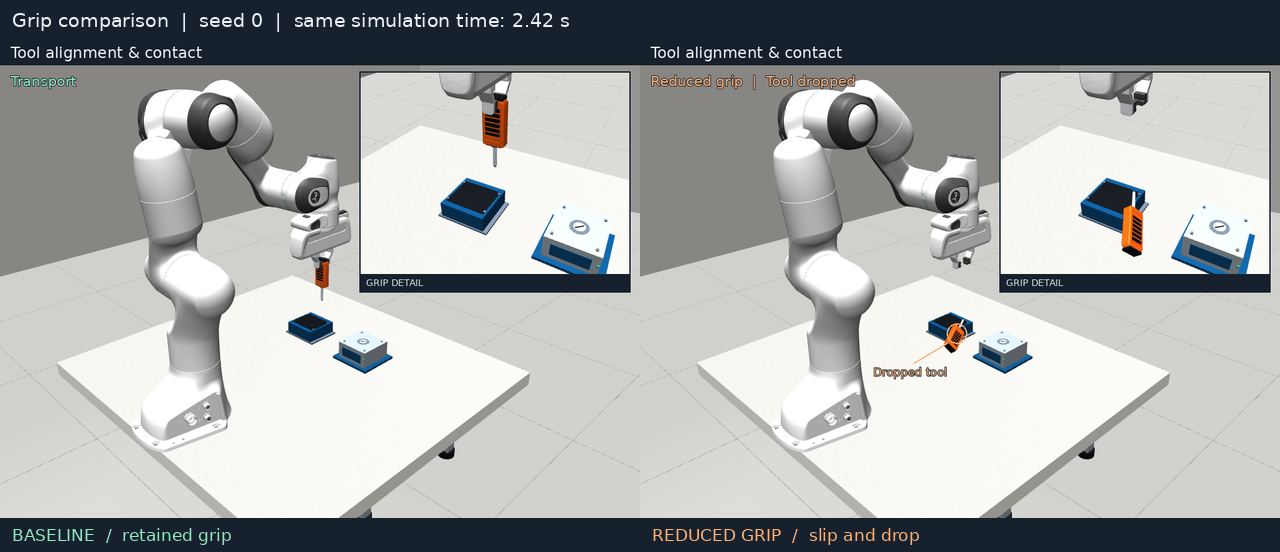 Grip comparison | seed 0 | same simulation time: 2.42 s
Tool alignment & contact
Tool alignment & contact
Transport
GRIP DETAIL
Reduced grip | Tool dropped
GRIP DETAIL
Dropped tool
BASELINE / retained grip
REDUCED GRIP / slip and drop